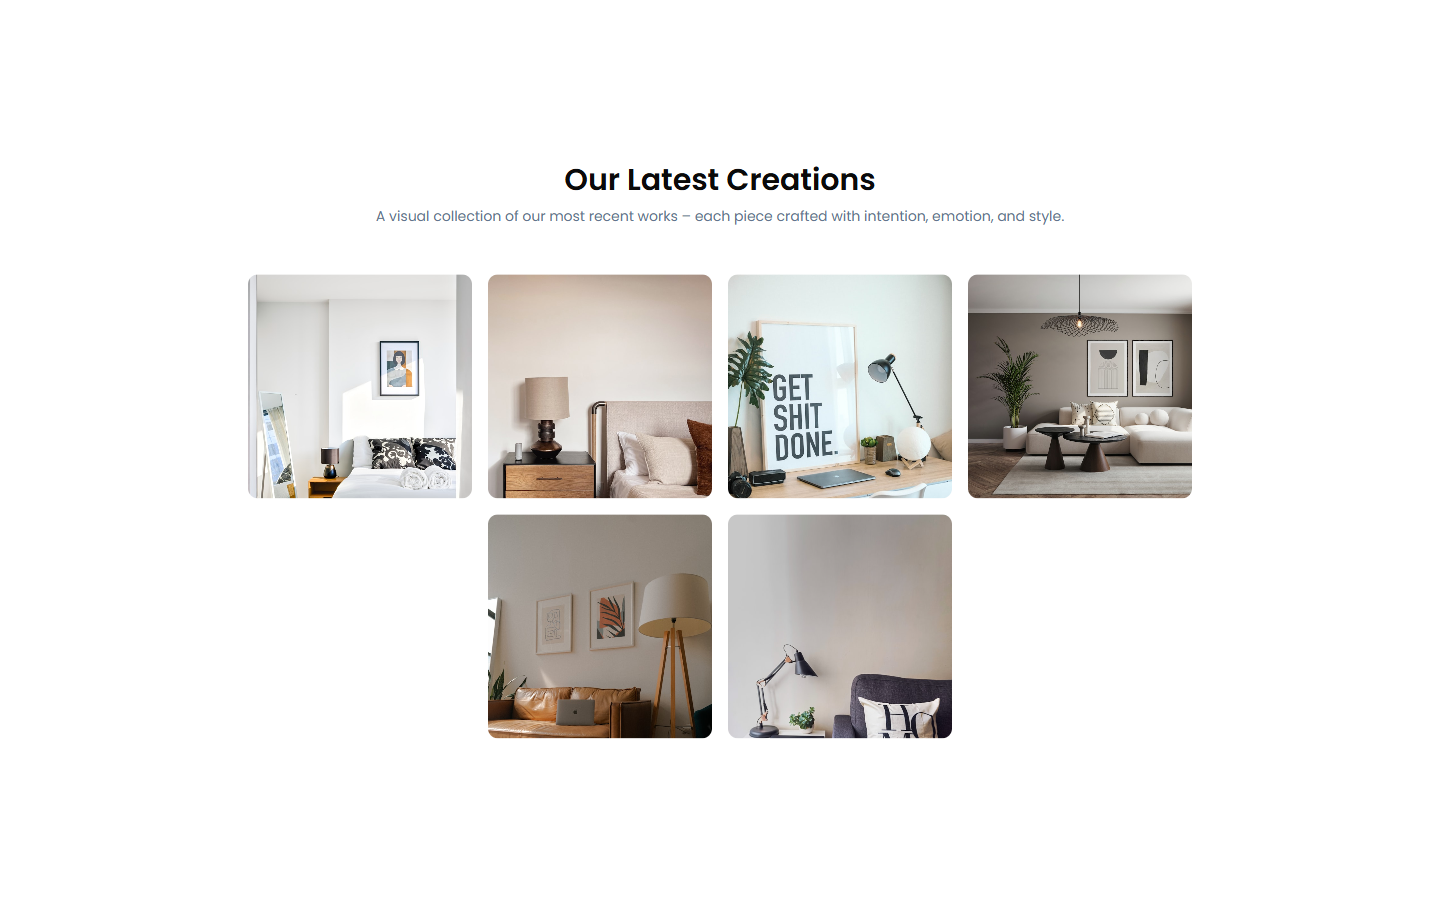 Our Latest Creations
A visual collection of our most recent works – each piece crafted with intention, emotion, and style.
GET
SHIT
DONE.